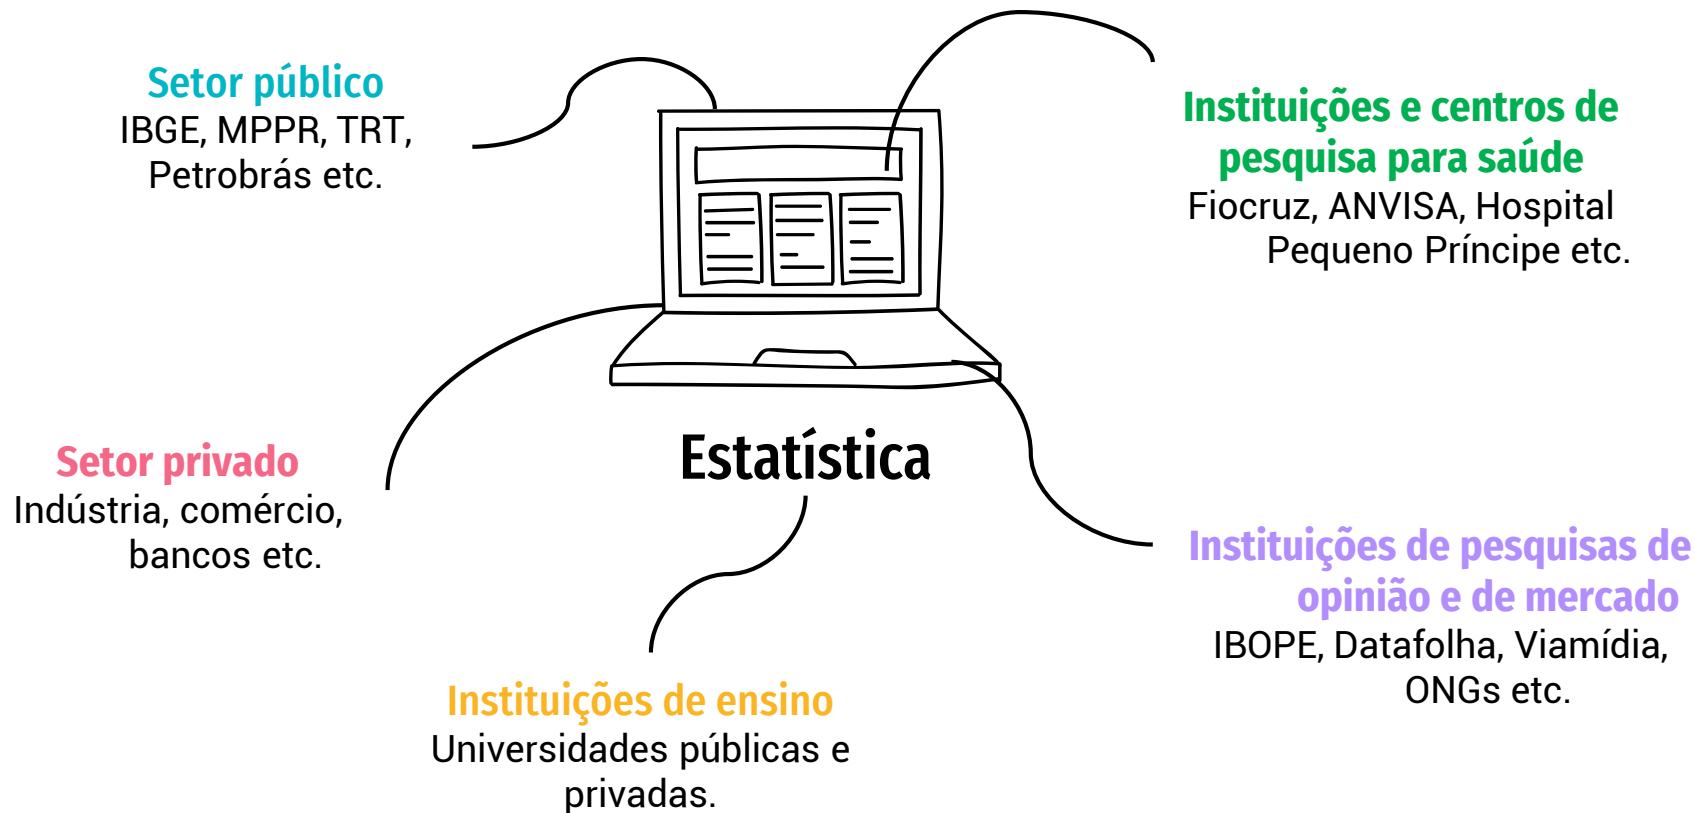 Setor público
IBGE, MPPR, TRT,
Petrobrás etc.
Instituições e centros de
pesquisa para saúde
Fiocruz, ANVISA, Hospital
Pequeno Príncipe etc.
Estatística
Setor privado
Indústria, comércio,
bancos etc.
Instituições de pesquisas de
opinião e de mercado
IBOPE, Datafolha, Viamídia,
ONGs etc.
Instituições de ensino
Universidades públicas e
privadas.